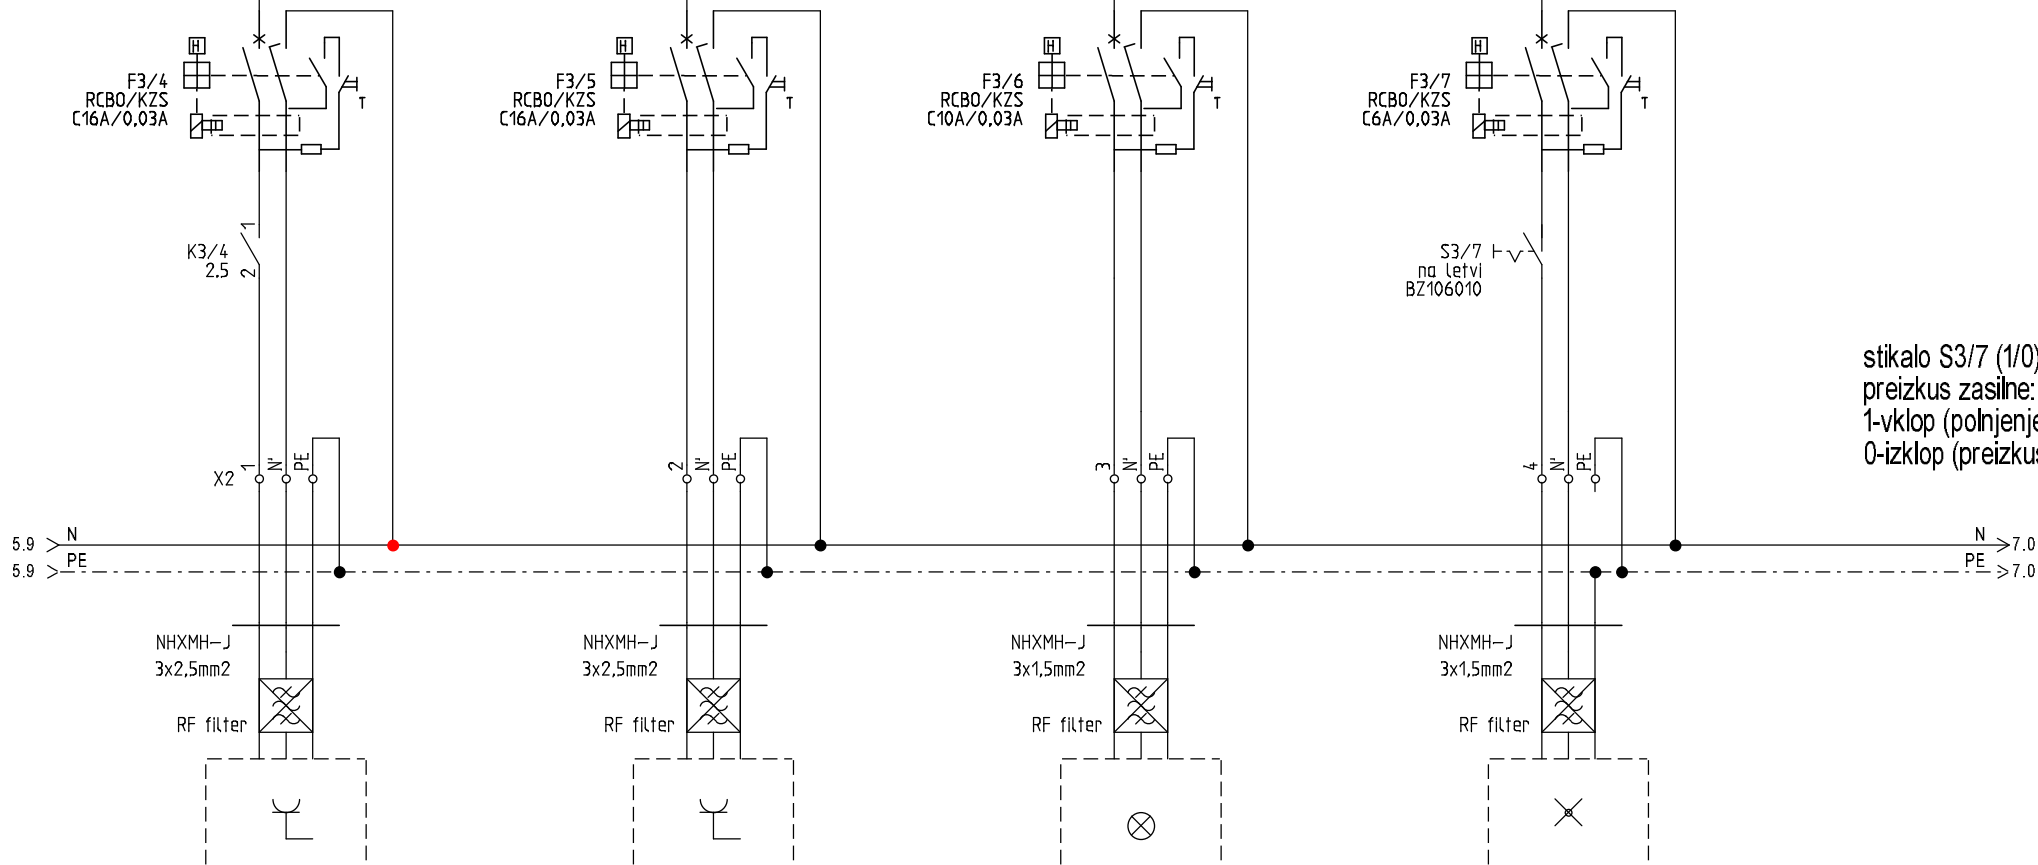 H
F3/4
RCBO/KZS
C16A/0,03A
T
H
F3/5
RCBO/KZS
C16A/0,03A
T
H
F3/6
RCBO/KZS
C10A/0,03A
T
H
F3/7
RCBO/KZS
C6A/0,03A
T
1
K3/4
2.5
2
S3/7
na letvi
BZ106010
stikalo S3/7 (1/0)
preizkus zasilne:
1-vklop (polnjenje
0-izklop (preizkus
X2
1
N'
PE
2
N'
PE
3
N'
PE
4
N'
PE
5.9
N
N
7.0
5.9
PE
PE
7.0
NHXMH-J
3x2,5mm2
RF filter
NHXMH-J
3x2,5mm2
RF filter
NHXMH-J
3x1,5mm2
RF filter
NHXMH-J
3x1,5mm2
RF filter